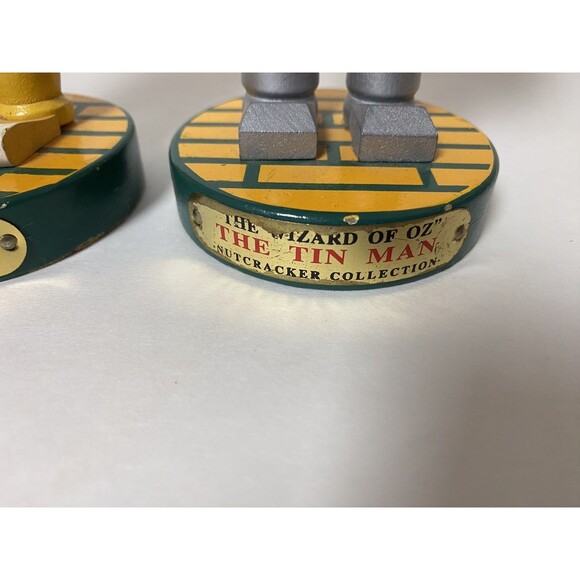 THE WIZARD OF OZ"
THE TIN MAN
-NUTCRACKER COLLECTION-